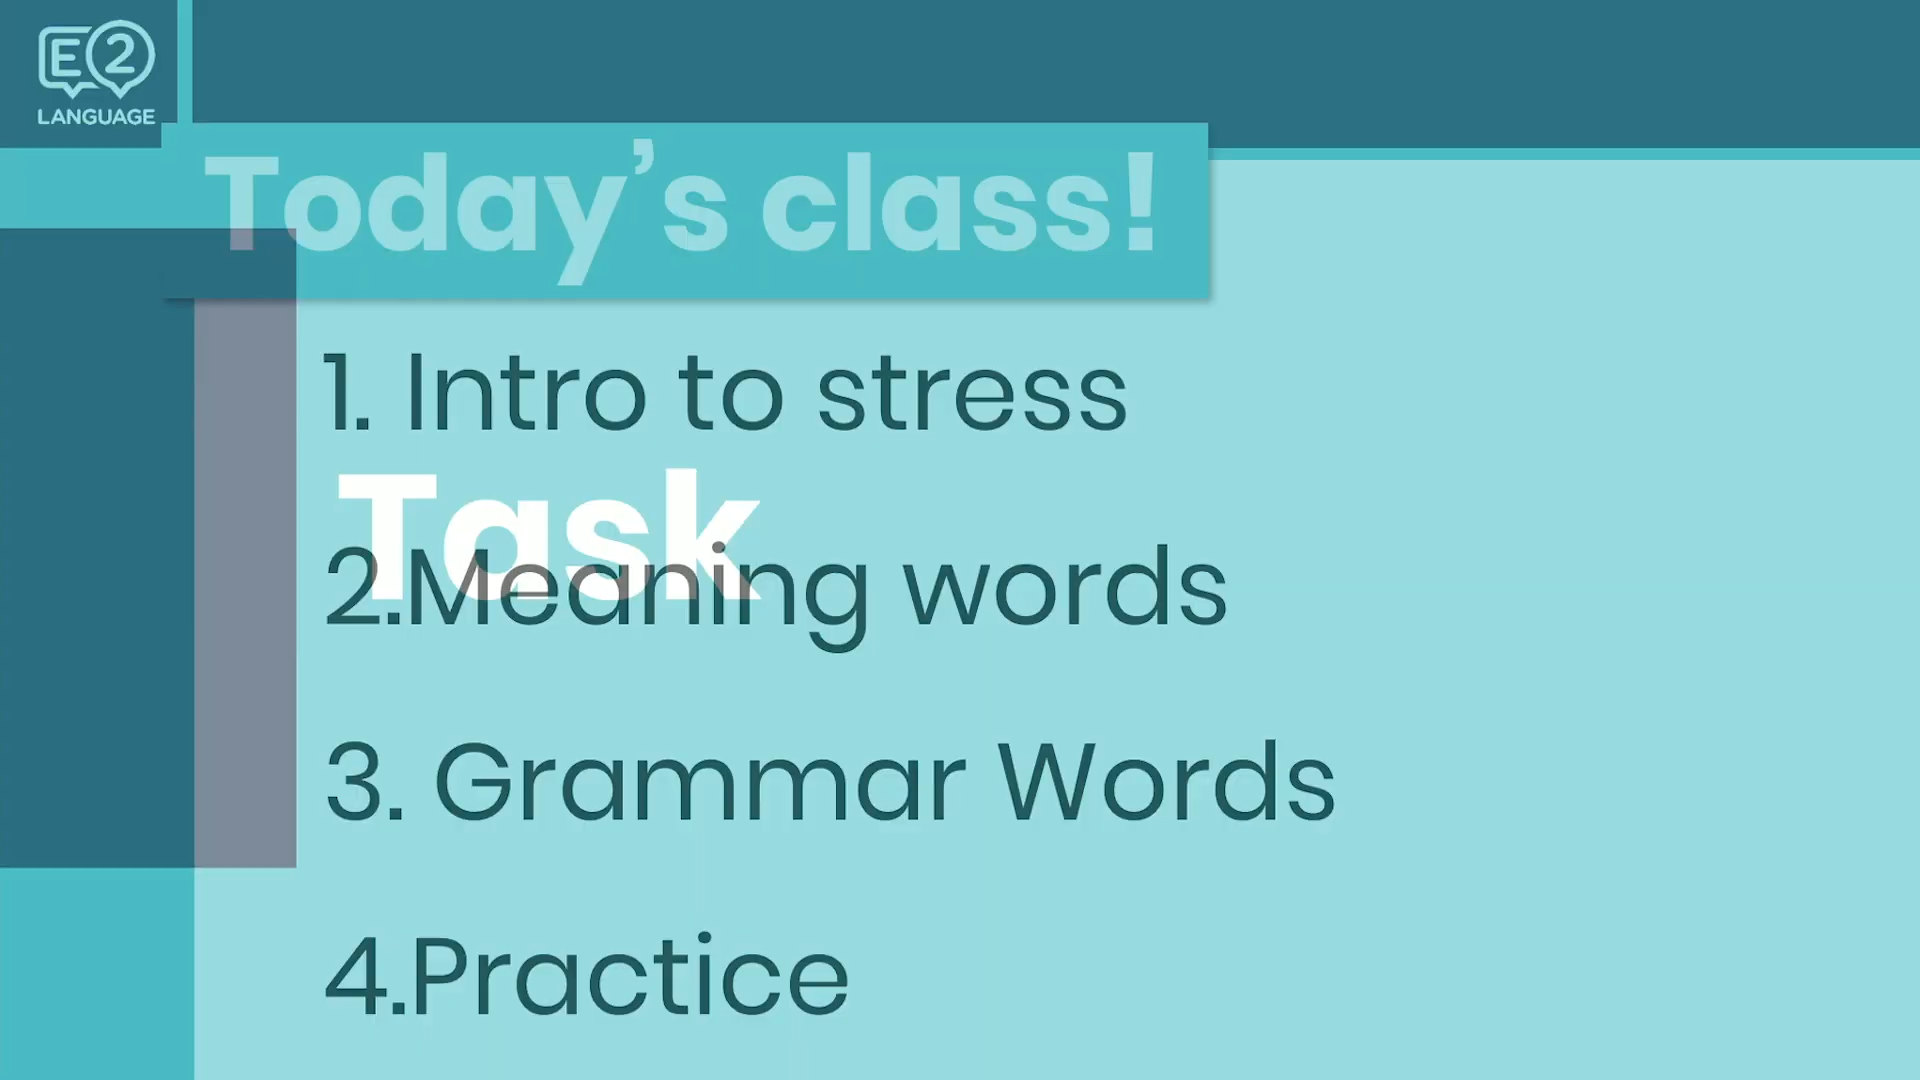 E2
LANGUAGE
Today’s class!
1. Intro to stress
Task
2.Meaning words
3. Grammar Words
4.Practice